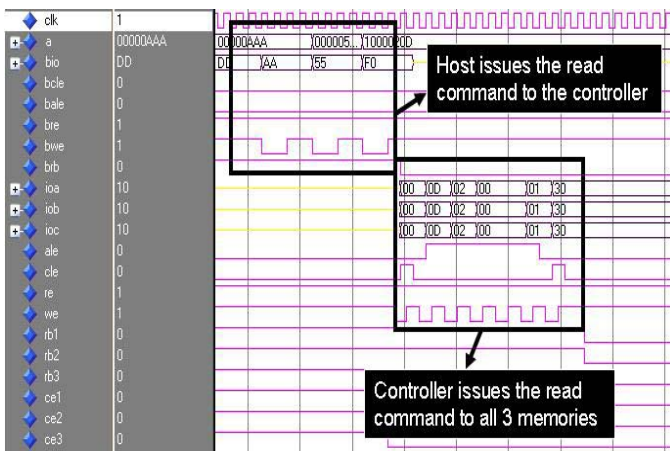 clk 1
a 00000AAA 00000AAA 000005... 1000020D
bio DD DD AA 55 F0
bcle 0
bale 0
bre 1
bwe 1
brb 0
ioa 10 00 0D 02 00 01 30
iob 10 00 0D 02 00 01 30
ioc 10 00 0D 02 00 01 30
ale 0
cle 0
re 1
we 1
rb1 0
rb2 0
rb3 0
ce1 0
ce2 0
ce3 0
Host issues the read
command to the controller
Controller issues the read
command to all 3 memories